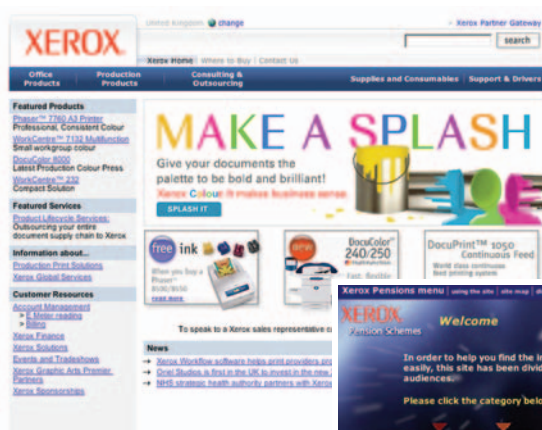 United Kingdom change
> Xerox Partner Gateway
XEROX.
search
Xerox Home | Where to Buy | Contact Us
Office Products
Production Products
Consulting & Outsourcing
Supplies and Consumables
Support & Drivers
Featured Products
Phaser™ 7760 A3 Printer
Professional, Consistent Colour
WorkCentre™ 7132 Multifunction
Small workgroup colour
DocuColor 8000
Latest Production Colour Press
WorkCentre™ 232
Compact Solution
Featured Services
Product Lifecycle Services:
Outsourcing your entire
document supply chain to Xerox
Information about...
Production Print Solutions
Xerox Global Services
Customer Resources
Account Management
> E Meter reading
> Billing
Xerox Finance
Xerox Solutions
Events and Tradeshows
Xerox Graphic Arts Premier
Partners
Xerox Sponsorships
MAKE A SPLASH
Give your documents the
palette to be bold and brilliant!
Xerox Colour. It makes business sense.
SPLASH IT
free ink
When you buy a
Phaser™
8500/8550
read more
new
DocuColor™
240/250
Fast, flexible
DocuPrint™ 1050
Continuous Feed
World class continuous
feed printing system
To speak to a Xerox sales representative
News
→ Xerox Workflow software helps print providers
→ Oriel Studios is first in the UK to invest in the new
→ NHS strategic health authority partners with Xerox
Xerox Pensions menu
using the site
site map
XEROX
Pension Schemes
Welcome
In order to help you find the
easily, this site has been
audiences.
Please click the category